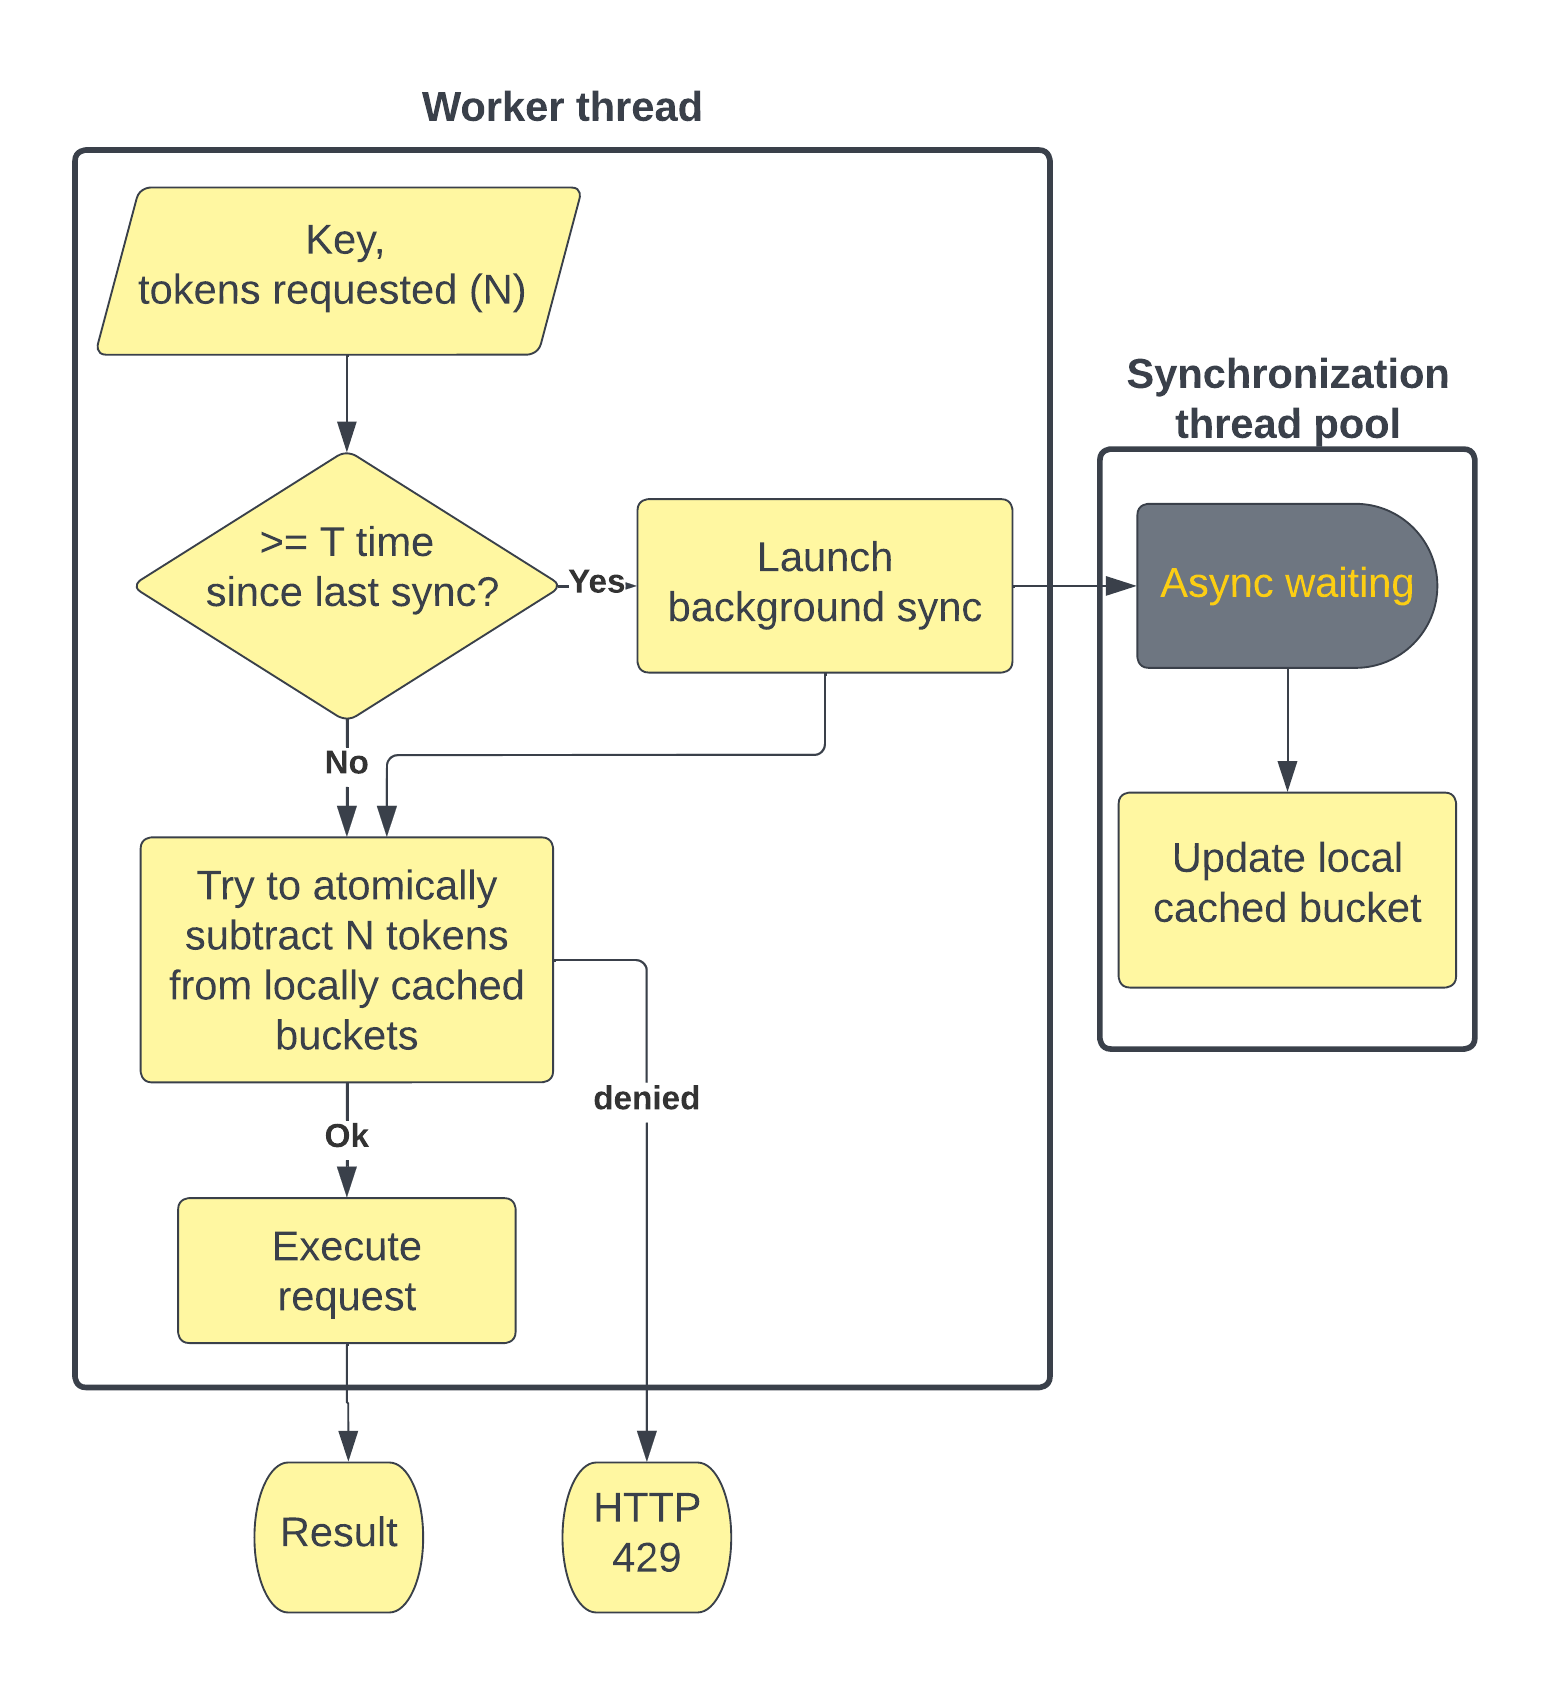 Worker thread
Key,
tokens requested (N)
>= T time
since last sync?
Yes
Launch
background sync
No
Try to atomically
subtract N tokens
from locally cached
buckets
denied
Ok
Execute
request
Result
HTTP
429
Synchronization
thread pool
Async waiting
Update local
cached bucket